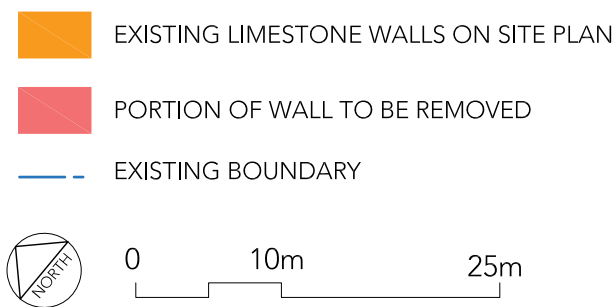 EXISTING LIMESTONE WALLS ON SITE PLAN
PORTION OF WALL TO BE REMOVED
EXISTING BOUNDARY
NORTH
0 10m 25m